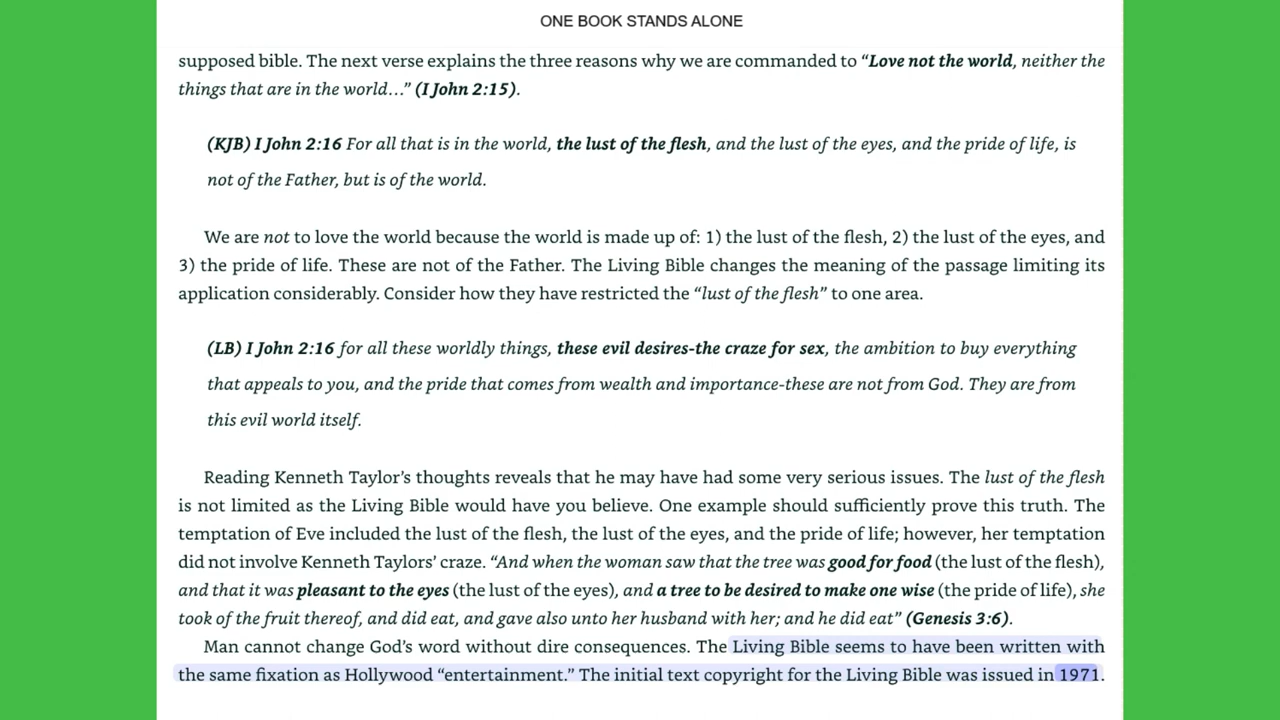 ONE BOOK STANDS ALONE
supposed bible. The next verse explains the three reasons why we are commanded to “Love not the world, neither the
things that are in the world…” (I John 2:15).
(KJB) I John 2:16 For all that is in the world, the lust of the flesh, and the lust of the eyes, and the pride of life, is
not of the Father, but is of the world.
We are not to love the world because the world is made up of: 1) the lust of the flesh, 2) the lust of the eyes, and
3) the pride of life. These are not of the Father. The Living Bible changes the meaning of the passage limiting its
application considerably. Consider how they have restricted the “lust of the flesh” to one area.
(LB) I John 2:16 for all these worldly things, these evil desires-the craze for sex, the ambition to buy everything
that appeals to you, and the pride that comes from wealth and importance-these are not from God. They are from
this evil world itself.
Reading Kenneth Taylor’s thoughts reveals that he may have had some very serious issues. The lust of the flesh
is not limited as the Living Bible would have you believe. One example should sufficiently prove this truth. The
temptation of Eve included the lust of the flesh, the lust of the eyes, and the pride of life; however, her temptation
did not involve Kenneth Taylors’ craze. “And when the woman saw that the tree was good for food (the lust of the flesh),
and that it was pleasant to the eyes (the lust of the eyes), and a tree to be desired to make one wise (the pride of life), she
took of the fruit thereof, and did eat, and gave also unto her husband with her; and he did eat” (Genesis 3:6).
Man cannot change God’s word without dire consequences. The Living Bible seems to have been written with
the same fixation as Hollywood “entertainment.” The initial text copyright for the Living Bible was issued in 1971.